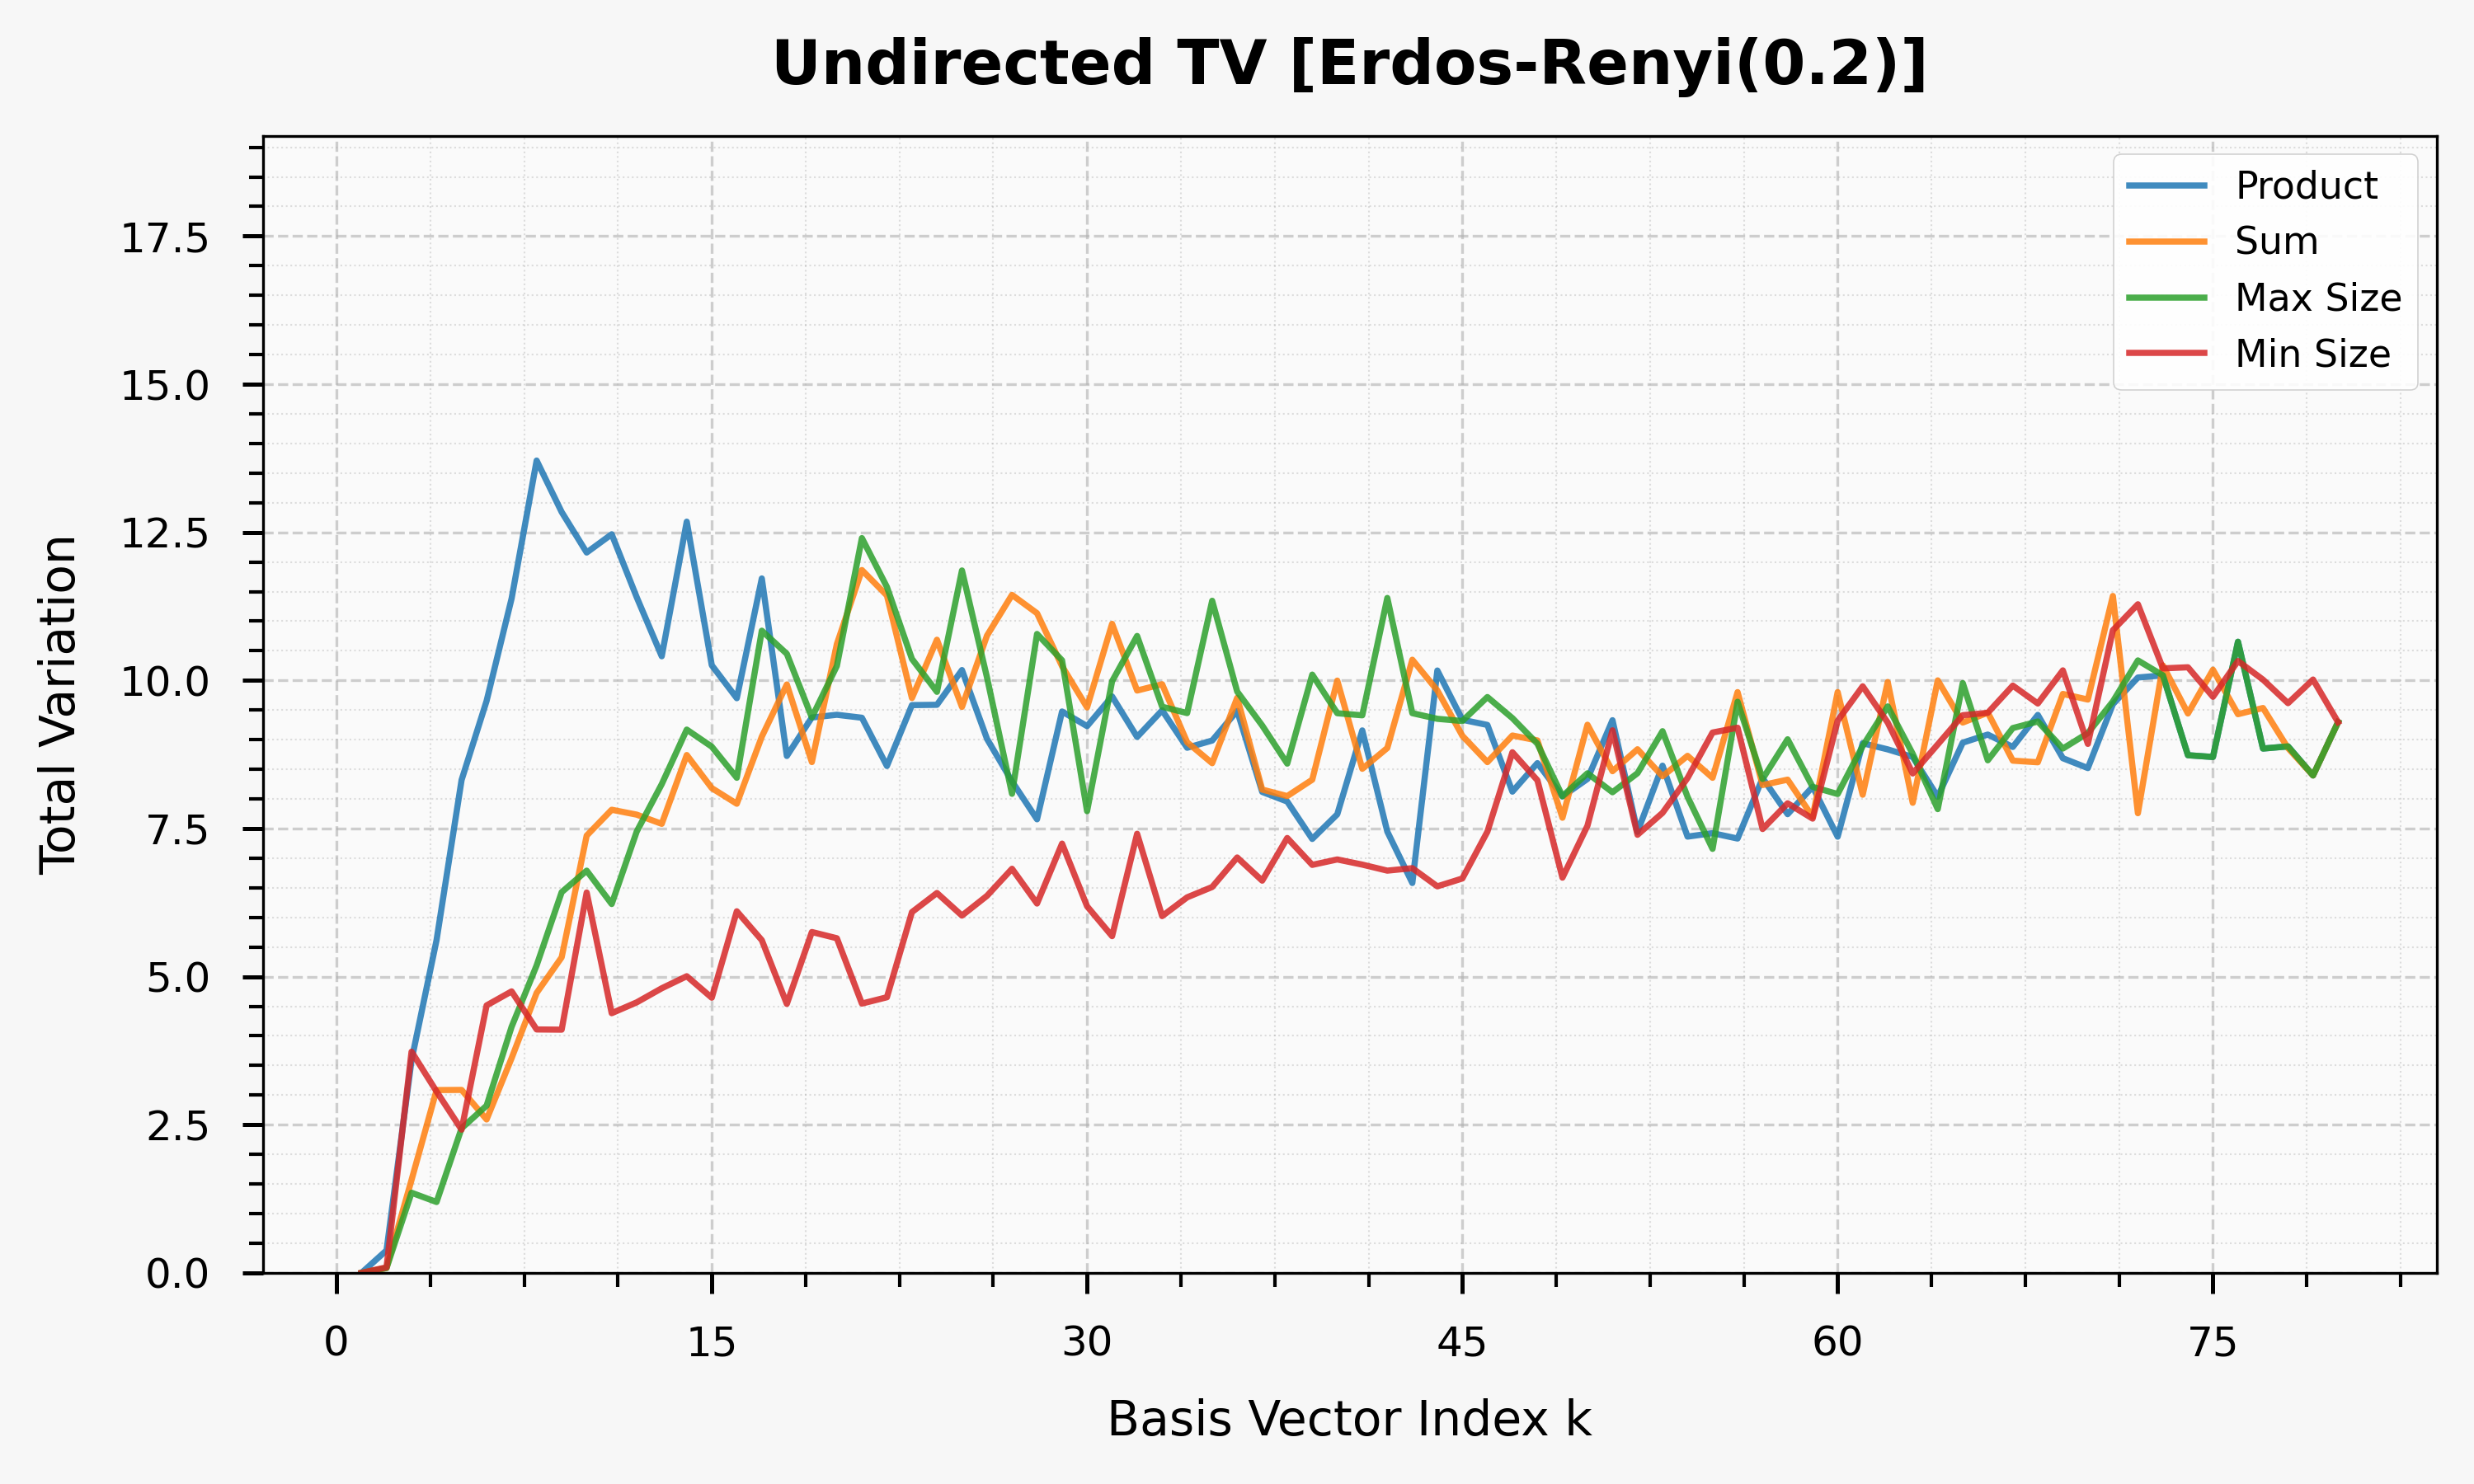 Undirected TV [Erdos-Renyi(0.2)]
Product
Sum
Max Size
Min Size
17.5
15.0
12.5
10.0
7.5
5.0
2.5
0.0
Total Variation
0 15 30 45 60 75
Basis Vector Index k